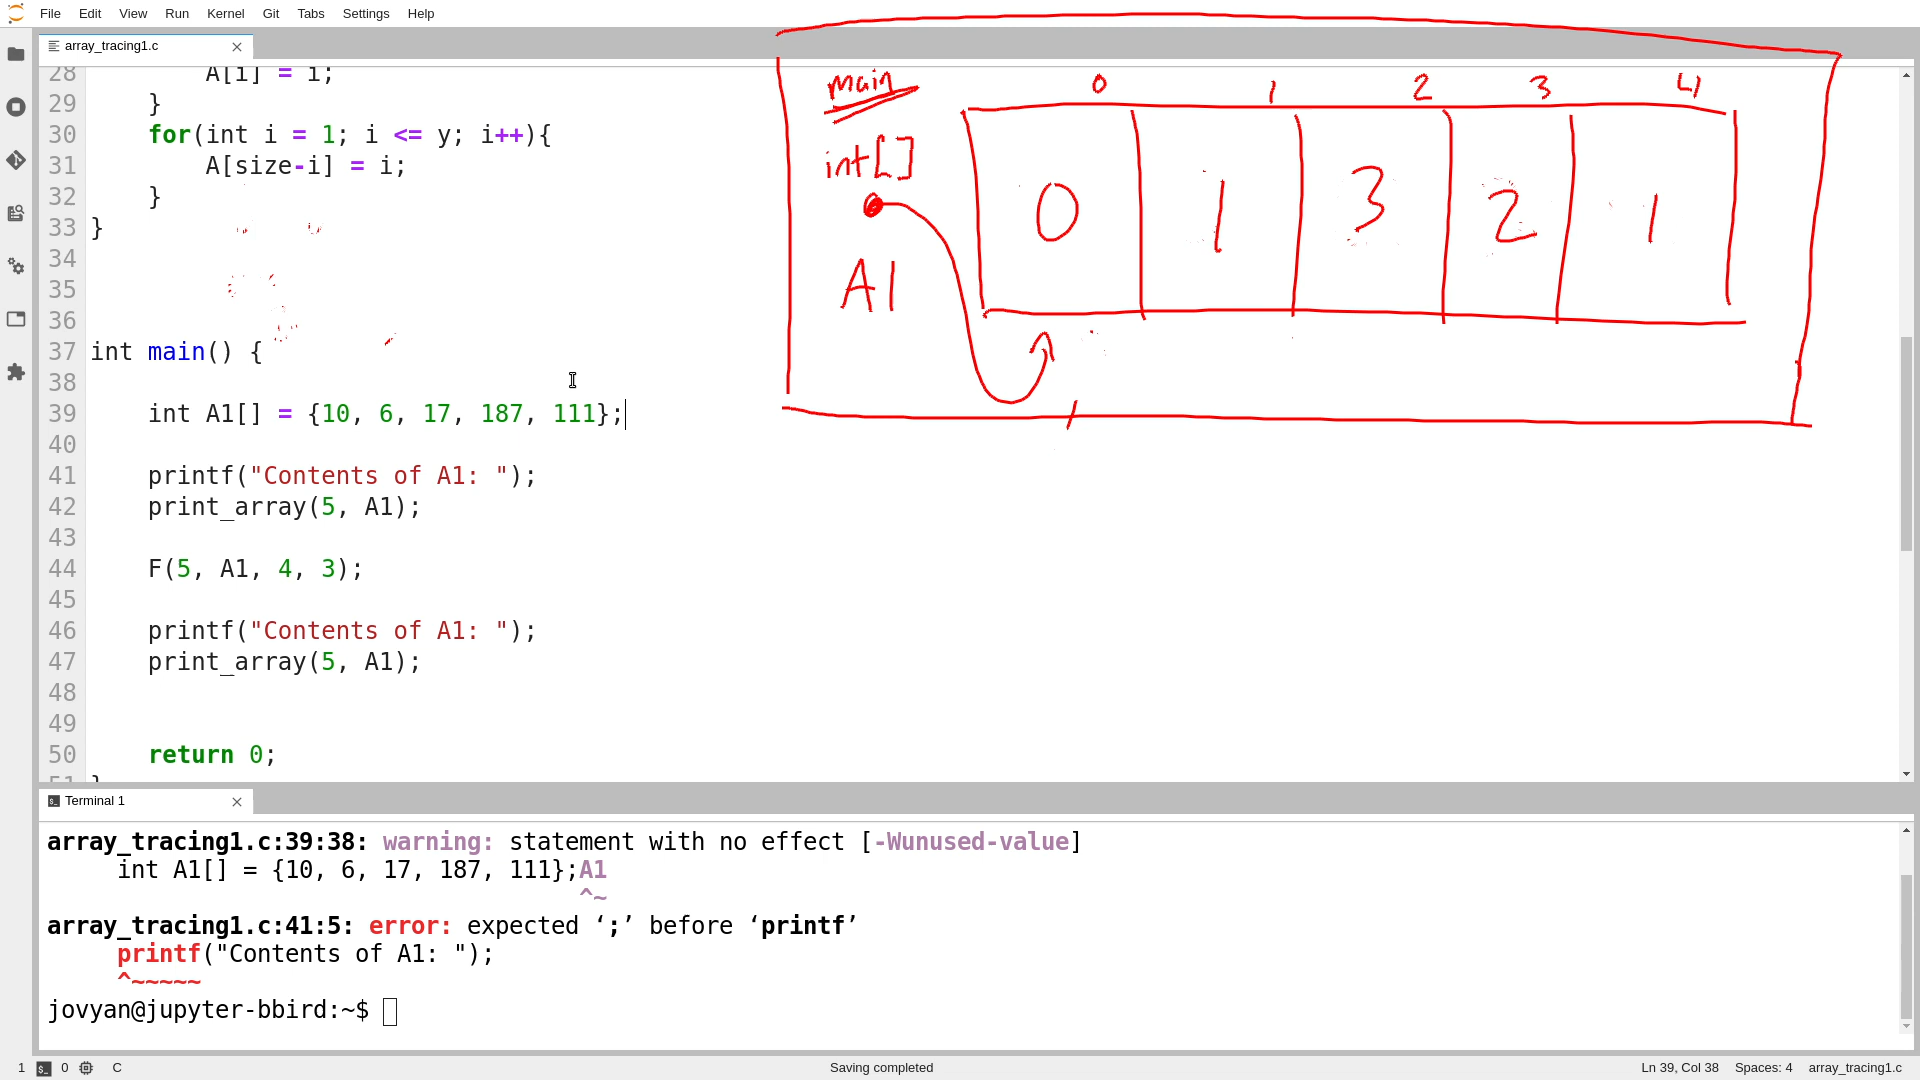 File Edit View Run Kernel Git Tabs Settings Help
array_tracing1.c
28 A[i] = i;
29 }
30 for(int i = 1; i <= y; i++){
31 A[size-i] = i;
32 }
33 }
34
35
36
37 int main() {
38
39 int A1[] = {10, 6, 17, 187, 111};
40
41 printf("Contents of A1: ");
42 print_array(5, A1);
43
44 F(5, A1, 4, 3);
45
46 printf("Contents of A1: ");
47 print_array(5, A1);
48
49
50 return 0;
51 }
main 0 1 2 3 4
int[]
0 1 3 2 1
A1
Terminal 1
array_tracing1.c:39:38: warning: statement with no effect [-Wunused-value]
int A1[] = {10, 6, 17, 187, 111};A1
^~
array_tracing1.c:41:5: error: expected ‘;’ before ‘printf’
printf("Contents of A1: ");
^~~~~~
jovyan@jupyter-bbird:~$
1 0 C Saving completed Ln 39, Col 38 Spaces: 4 array_tracing1.c